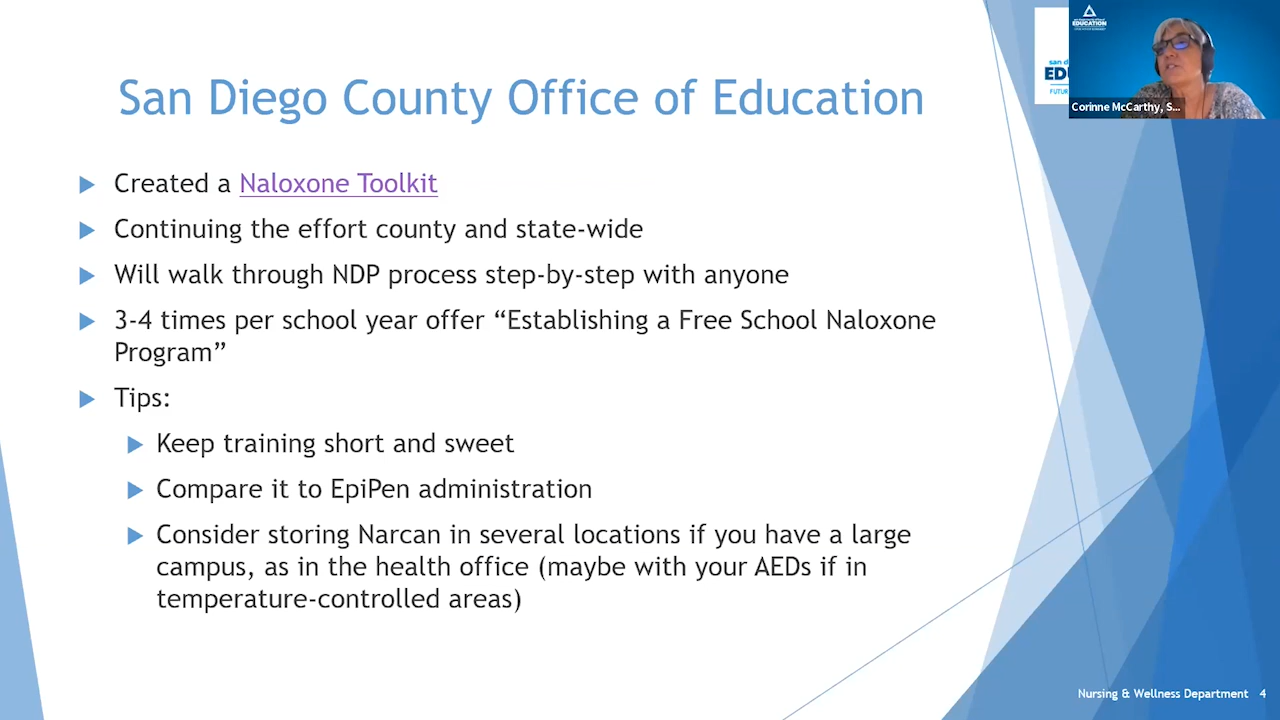 San Diego County Office of Education
Created a Naloxone Toolkit
Continuing the effort county and state-wide
Will walk through NDP process step-by-step with anyone
3-4 times per school year offer “Establishing a Free School Naloxone
Program”
Tips:
Keep training short and sweet
Compare it to EpiPen administration
Consider storing Narcan in several locations if you have a large
campus, as in the health office (maybe with your AEDs if in
temperature-controlled areas)
EDUCATION
Corinne McCarthy, S...
Nursing & Wellness Department 4